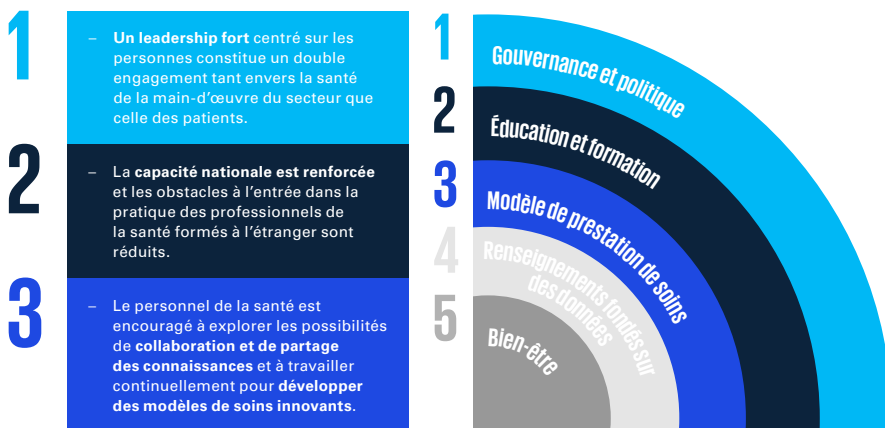 1
– Un leadership fort centré sur les
personnes constitue un double
engagement tant envers la santé
de la main-d’œuvre du secteur que
celle des patients.
2
– La capacité nationale est renforcée
et les obstacles à l’entrée dans la
pratique des professionnels de
la santé formés à l’étranger sont
réduits.
3
– Le personnel de la santé est
encouragé à explorer les possibilités
de collaboration et de partage
des connaissances et à travailler
continuellement pour développer
des modèles de soins innovants.
1
Gouvernance et politique
2
Éducation et formation
3
Modèle de prestation de soins
4
Renseignements fondés sur
des données
5
Bien-être